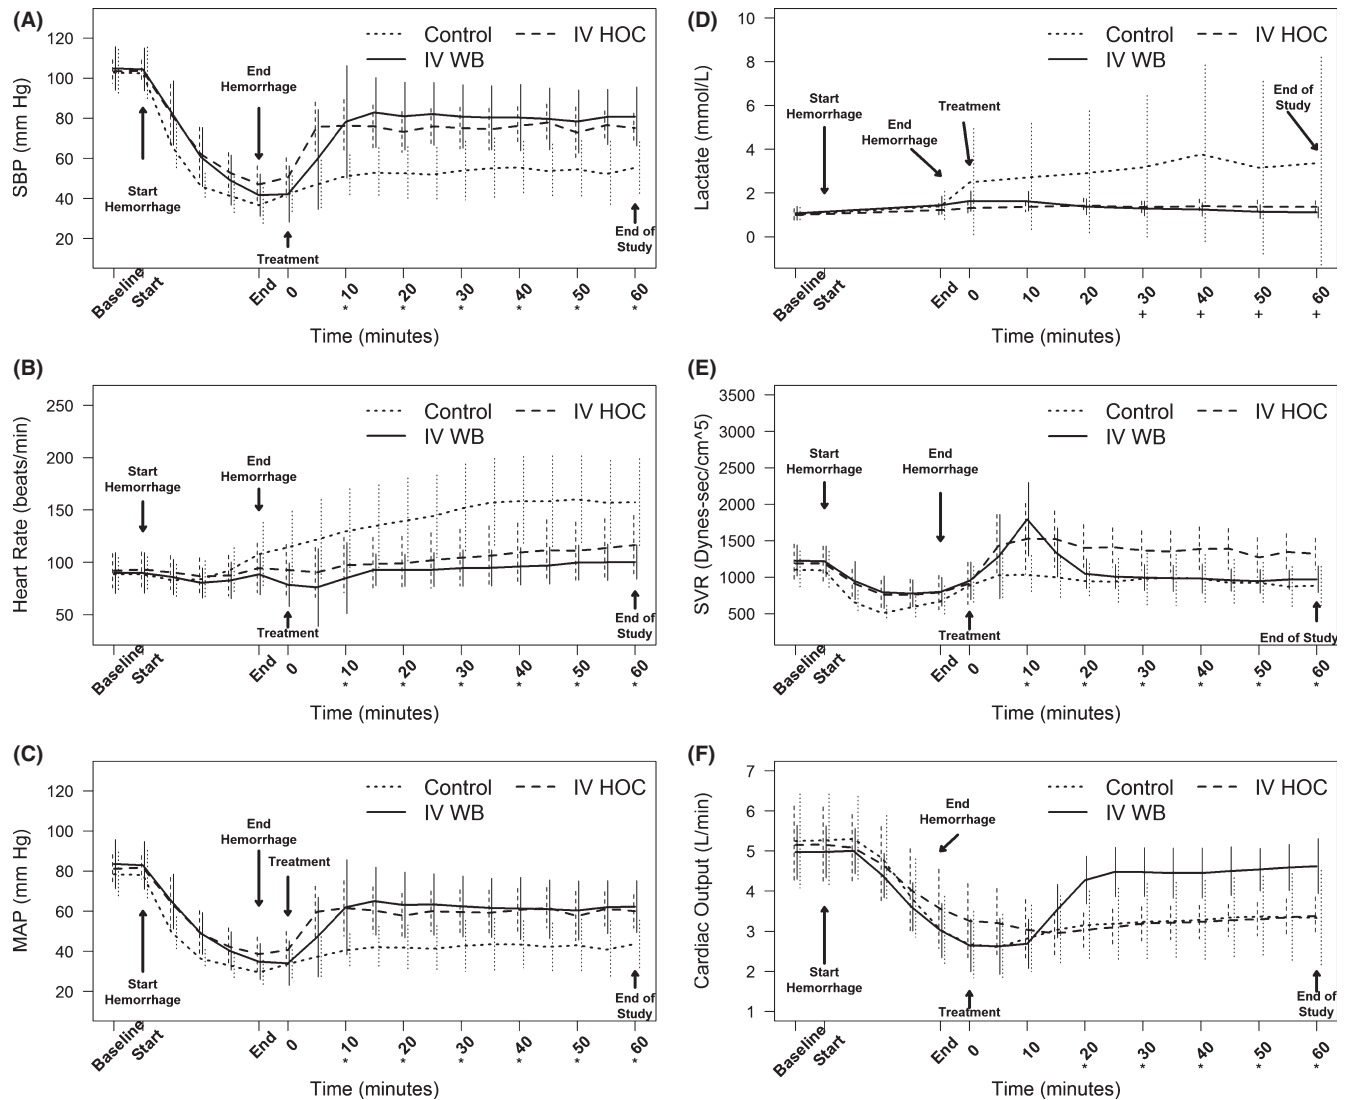 (A)
SBP (mm Hg)
120
100
80
60
40
20
Control
IV HOC
IV WB
End
Hemorrhage
Start
Hemorrhage
Treatment
End of
Study
Baseline
Start
End
0
* 10
* 20
* 30
* 40
* 50
* 60
Time (minutes)
(B)
Heart Rate (beats/min)
250
200
150
100
50
Control
IV HOC
IV WB
Start
Hemorrhage
End
Hemorrhage
Treatment
End of
Study
Baseline
Start
End
0
* 10
* 20
* 30
* 40
* 50
* 60
Time (minutes)
(C)
MAP (mm Hg)
120
100
80
60
40
20
Control
IV HOC
IV WB
End
Hemorrhage
Treatment
Start
Hemorrhage
End of
Study
Baseline
Start
End
0
* 10
* 20
* 30
* 40
* 50
* 60
Time (minutes)
(D)
Lactate (mmol/L)
10
8
6
4
2
0
Control
IV HOC
IV WB
Start
Hemorrhage
End
Hemorrhage
Treatment
End of
Study
Baseline
Start
End
0
10
20
+ 30
+ 40
+ 50
+ 60
Time (minutes)
(E)
SVR (Dynes-sec/cm^5)
3500
3000
2500
2000
1500
1000
500
Control
IV HOC
IV WB
Start
Hemorrhage
End
Hemorrhage
Treatment
End of Study
Baseline
Start
End
0
* 10
* 20
* 30
* 40
* 50
* 60
Time (minutes)
(F)
Cardiac Output (L/min)
7
6
5
4
3
2
1
Control
IV HOC
IV WB
End
Hemorrhage
Start
Hemorrhage
Treatment
End of
Study
Baseline
Start
End
0
10
* 20
* 30
* 40
* 50
* 60
Time (minutes)